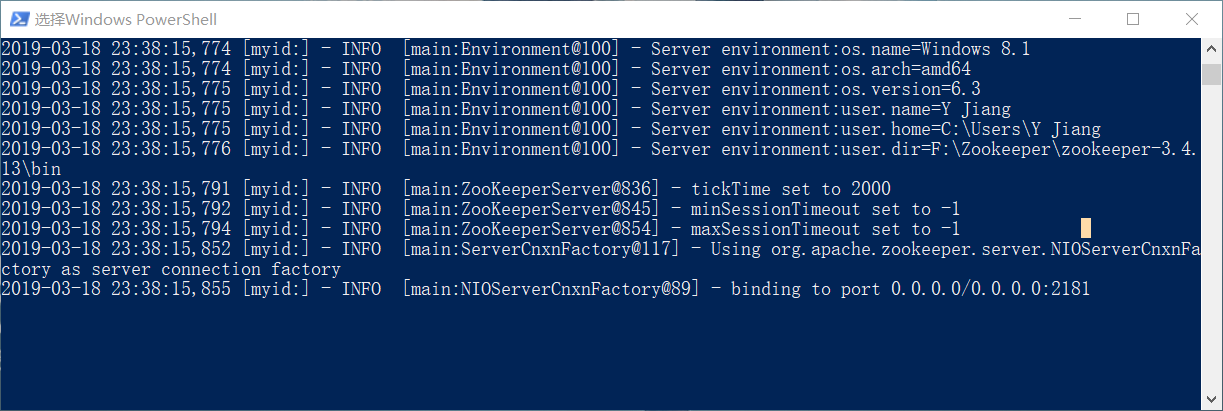 选择Windows PowerShell
2019-03-18 23:38:15,774 [myid:] - INFO  [main:Environment@100] - Server environment:os.name=Windows 8.1
2019-03-18 23:38:15,774 [myid:] - INFO  [main:Environment@100] - Server environment:os.arch=amd64
2019-03-18 23:38:15,775 [myid:] - INFO  [main:Environment@100] - Server environment:os.version=6.3
2019-03-18 23:38:15,775 [myid:] - INFO  [main:Environment@100] - Server environment:user.name=Y Jiang
2019-03-18 23:38:15,775 [myid:] - INFO  [main:Environment@100] - Server environment:user.home=C:\Users\Y Jiang
2019-03-18 23:38:15,776 [myid:] - INFO  [main:Environment@100] - Server environment:user.dir=F:\Zookeeper\zookeeper-3.4.
13\bin
2019-03-18 23:38:15,791 [myid:] - INFO  [main:ZooKeeperServer@836] - tickTime set to 2000
2019-03-18 23:38:15,792 [myid:] - INFO  [main:ZooKeeperServer@845] - minSessionTimeout set to -1
2019-03-18 23:38:15,794 [myid:] - INFO  [main:ZooKeeperServer@854] - maxSessionTimeout set to -1
2019-03-18 23:38:15,852 [myid:] - INFO  [main:ServerCnxnFactory@117] - Using org.apache.zookeeper.server.NIOServerCnxnFa
ctory as server connection factory
2019-03-18 23:38:15,855 [myid:] - INFO  [main:NIOServerCnxnFactory@89] - binding to port 0.0.0.0/0.0.0.0:2181